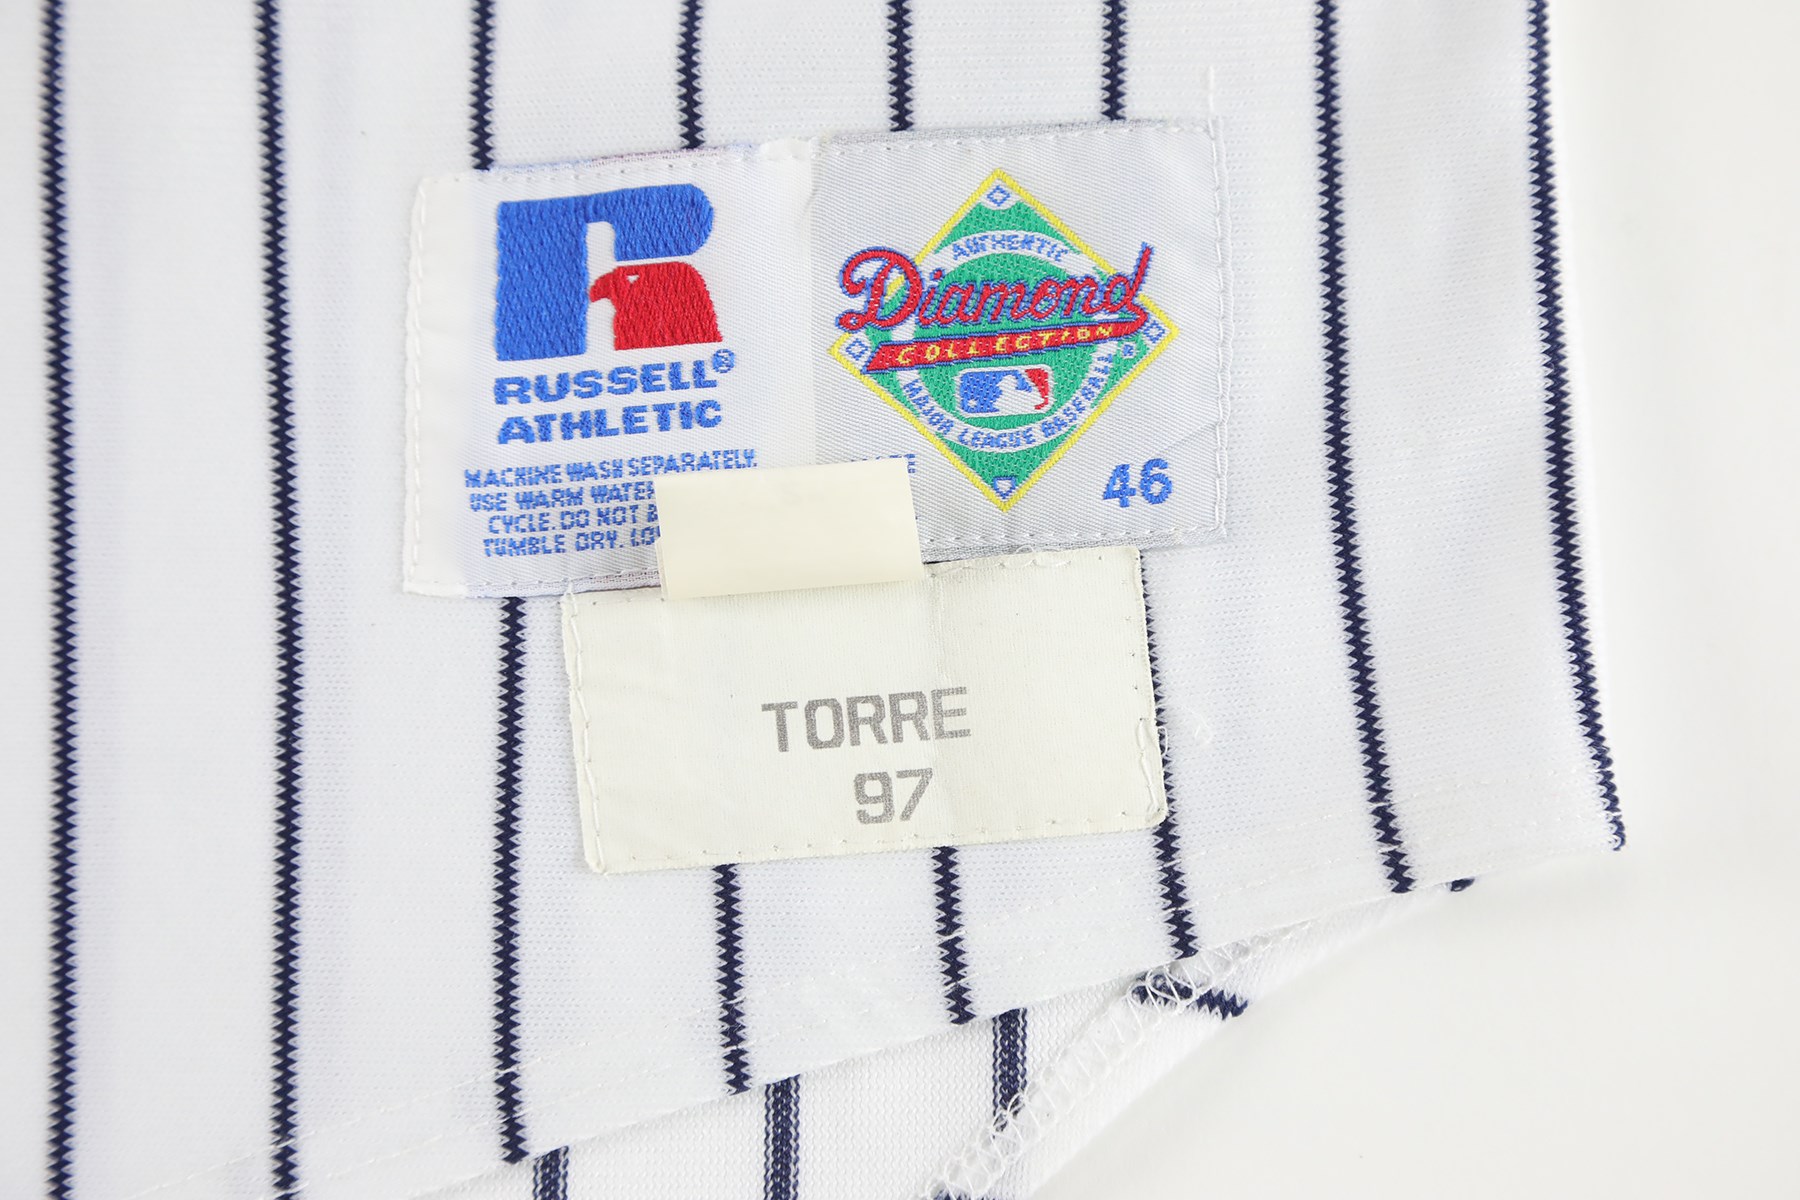 RUSSELL®
ATHLETIC
MACHINE WASH SEPARATELY.
USE WARM WATER
CYCLE. DO NOT
TUMBLE DRY.
AUTHENTIC
Diamond
COLLECTION
MAJOR LEAGUE BASEBALL
46
TORRE
97